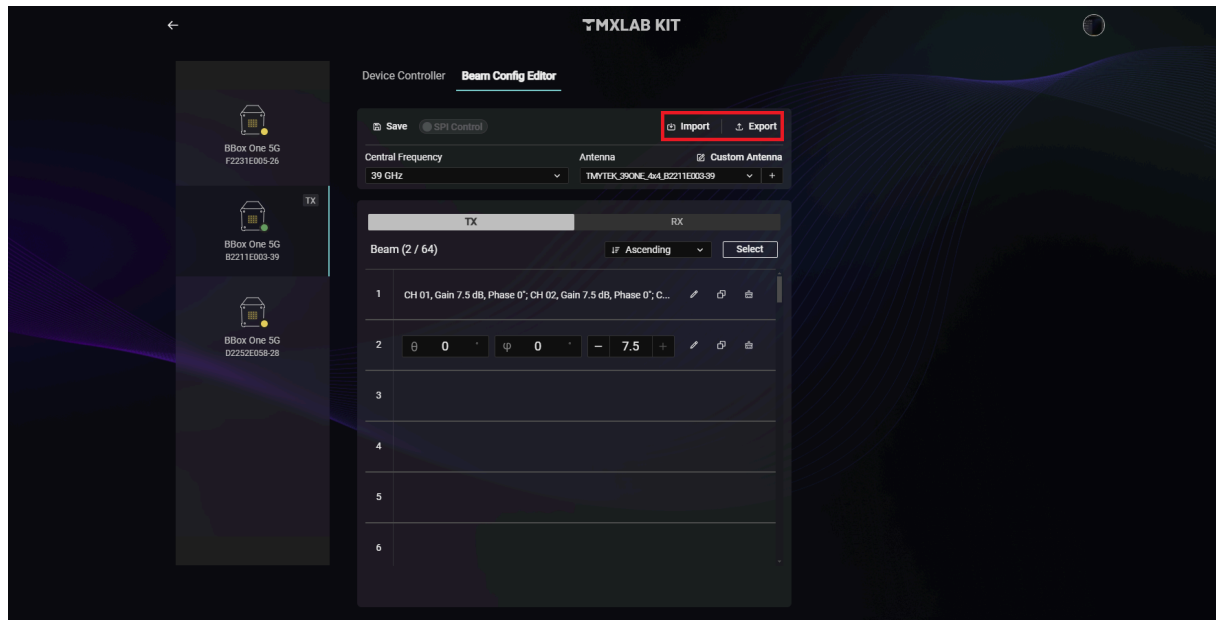 TMXLAB KIT
Device Controller Beam Config Editor
Save SPI Control Import Export
Central Frequency Antenna Custom Antenna
39 GHz TMYTEK_39ONE_4x4_B2211E003-39 +
TX RX
Beam (2 / 64) Ascending Select
1 CH 01, Gain 7.5 dB, Phase 0°; CH 02, Gain 7.5 dB, Phase 0°; C...
2 θ 0 ° φ 0 ° − 7.5 +
3
4
5
6
BBox One 5G
F2231E005-26
TX
BBox One 5G
B2211E003-39
BBox One 5G
D2252E058-28